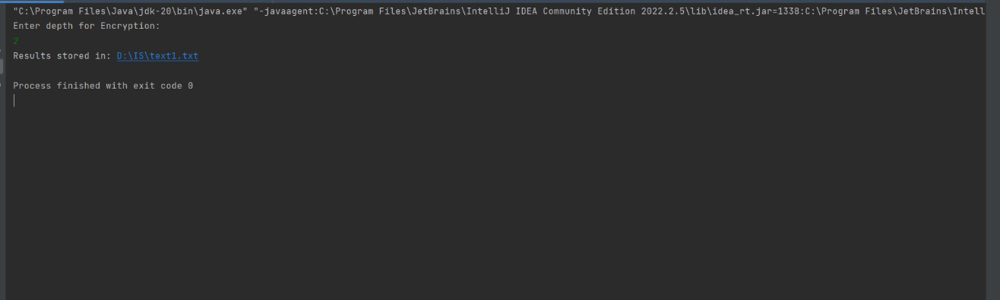 "C:\Program Files\Java\jdk-20\bin\java.exe" "-javaagent:C:\Program Files\JetBrains\IntelliJ IDEA Community Edition 2022.2.5\lib\idea_rt.jar=1338:C:\Program Files\JetBrains\Intell
Enter depth for Encryption:
2
Results stored in: D:\IS\text1.txt
Process finished with exit code 0